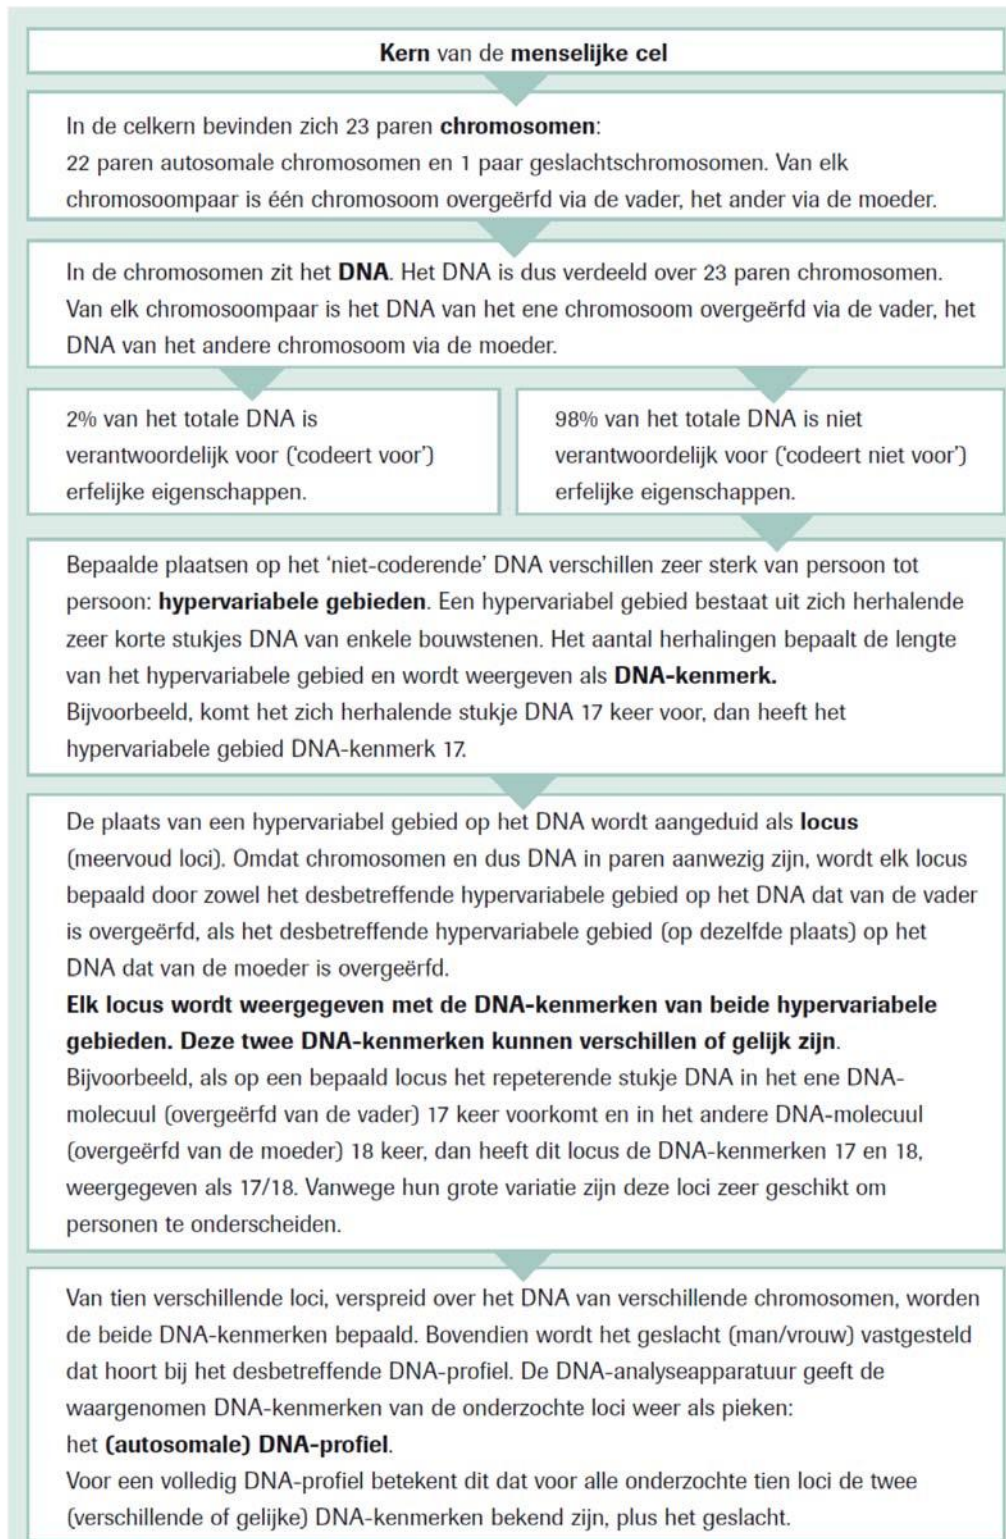 Kern van de menselijke cel
In de celkern bevinden zich 23 paren chromosomen:
22 paren autosomale chromosomen en 1 paar geslachtschromosomen. Van elk
chromosoompaar is één chromosoom overgeërfd via de vader, het ander via de moeder.
In de chromosomen zit het DNA. Het DNA is dus verdeeld over 23 paren chromosomen.
Van elk chromosoompaar is het DNA van het ene chromosoom overgeërfd via de vader, het
DNA van het andere chromosoom via de moeder.
2% van het totale DNA is
verantwoordelijk voor (‘codeert voor’)
erfelijke eigenschappen.
98% van het totale DNA is niet
verantwoordelijk voor (‘codeert niet voor’)
erfelijke eigenschappen.
Bepaalde plaatsen op het ‘niet-coderende’ DNA verschillen zeer sterk van persoon tot
persoon: hypervariabele gebieden. Een hypervariabel gebied bestaat uit zich herhalende
zeer korte stukjes DNA van enkele bouwstenen. Het aantal herhalingen bepaalt de lengte
van het hypervariabele gebied en wordt weergeven als DNA-kenmerk.
Bijvoorbeeld, komt het zich herhalende stukje DNA 17 keer voor, dan heeft het
hypervariabele gebied DNA-kenmerk 17.
De plaats van een hypervariabel gebied op het DNA wordt aangeduid als locus
(meervoud loci). Omdat chromosomen en dus DNA in paren aanwezig zijn, wordt elk locus
bepaald door zowel het desbetreffende hypervariabele gebied op het DNA dat van de vader
is overgeërfd, als het desbetreffende hypervariabele gebied (op dezelfde plaats) op het
DNA dat van de moeder is overgeërfd.
Elk locus wordt weergegeven met de DNA-kenmerken van beide hypervariabele
gebieden. Deze twee DNA-kenmerken kunnen verschillen of gelijk zijn.
Bijvoorbeeld, als op een bepaald locus het repeterende stukje DNA in het ene DNA-
molecuul (overgeërfd van de vader) 17 keer voorkomt en in het andere DNA-molecuul
(overgeërfd van de moeder) 18 keer, dan heeft dit locus de DNA-kenmerken 17 en 18,
weergegeven als 17/18. Vanwege hun grote variatie zijn deze loci zeer geschikt om
personen te onderscheiden.
Van tien verschillende loci, verspreid over het DNA van verschillende chromosomen, worden
de beide DNA-kenmerken bepaald. Bovendien wordt het geslacht (man/vrouw) vastgesteld
dat hoort bij het desbetreffende DNA-profiel. De DNA-analyseapparatuur geeft de
waargenomen DNA-kenmerken van de onderzochte loci weer als pieken:
het (autosomale) DNA-profiel.
Voor een volledig DNA-profiel betekent dit dat voor alle onderzochte tien loci de twee
(verschillende of gelijke) DNA-kenmerken bekend zijn, plus het geslacht.